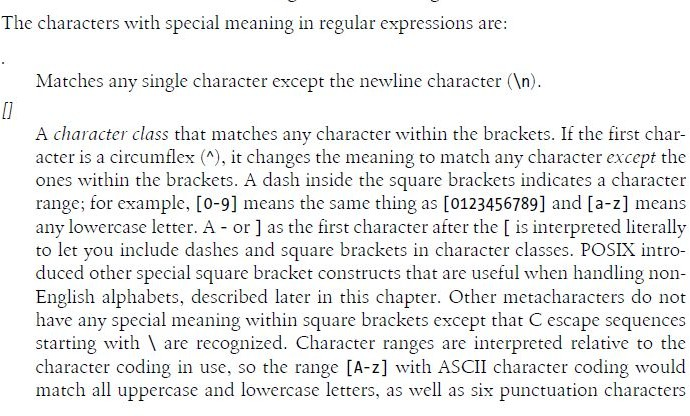 The characters with special meaning in regular expressions are:
.
Matches any single character except the newline character (\n).
[]
A character class that matches any character within the brackets. If the first char-
acter is a circumflex (^), it changes the meaning to match any character except the
ones within the brackets. A dash inside the square brackets indicates a character
range; for example, [0-9] means the same thing as [0123456789] and [a-z] means
any lowercase letter. A - or ] as the first character after the [ is interpreted literally
to let you include dashes and square brackets in character classes. POSIX intro-
duced other special square bracket constructs that are useful when handling non-
English alphabets, described later in this chapter. Other metacharacters do not
have any special meaning within square brackets except that C escape sequences
starting with \ are recognized. Character ranges are interpreted relative to the
character coding in use, so the range [A-z] with ASCII character coding would
match all uppercase and lowercase letters, as well as six punctuation characters